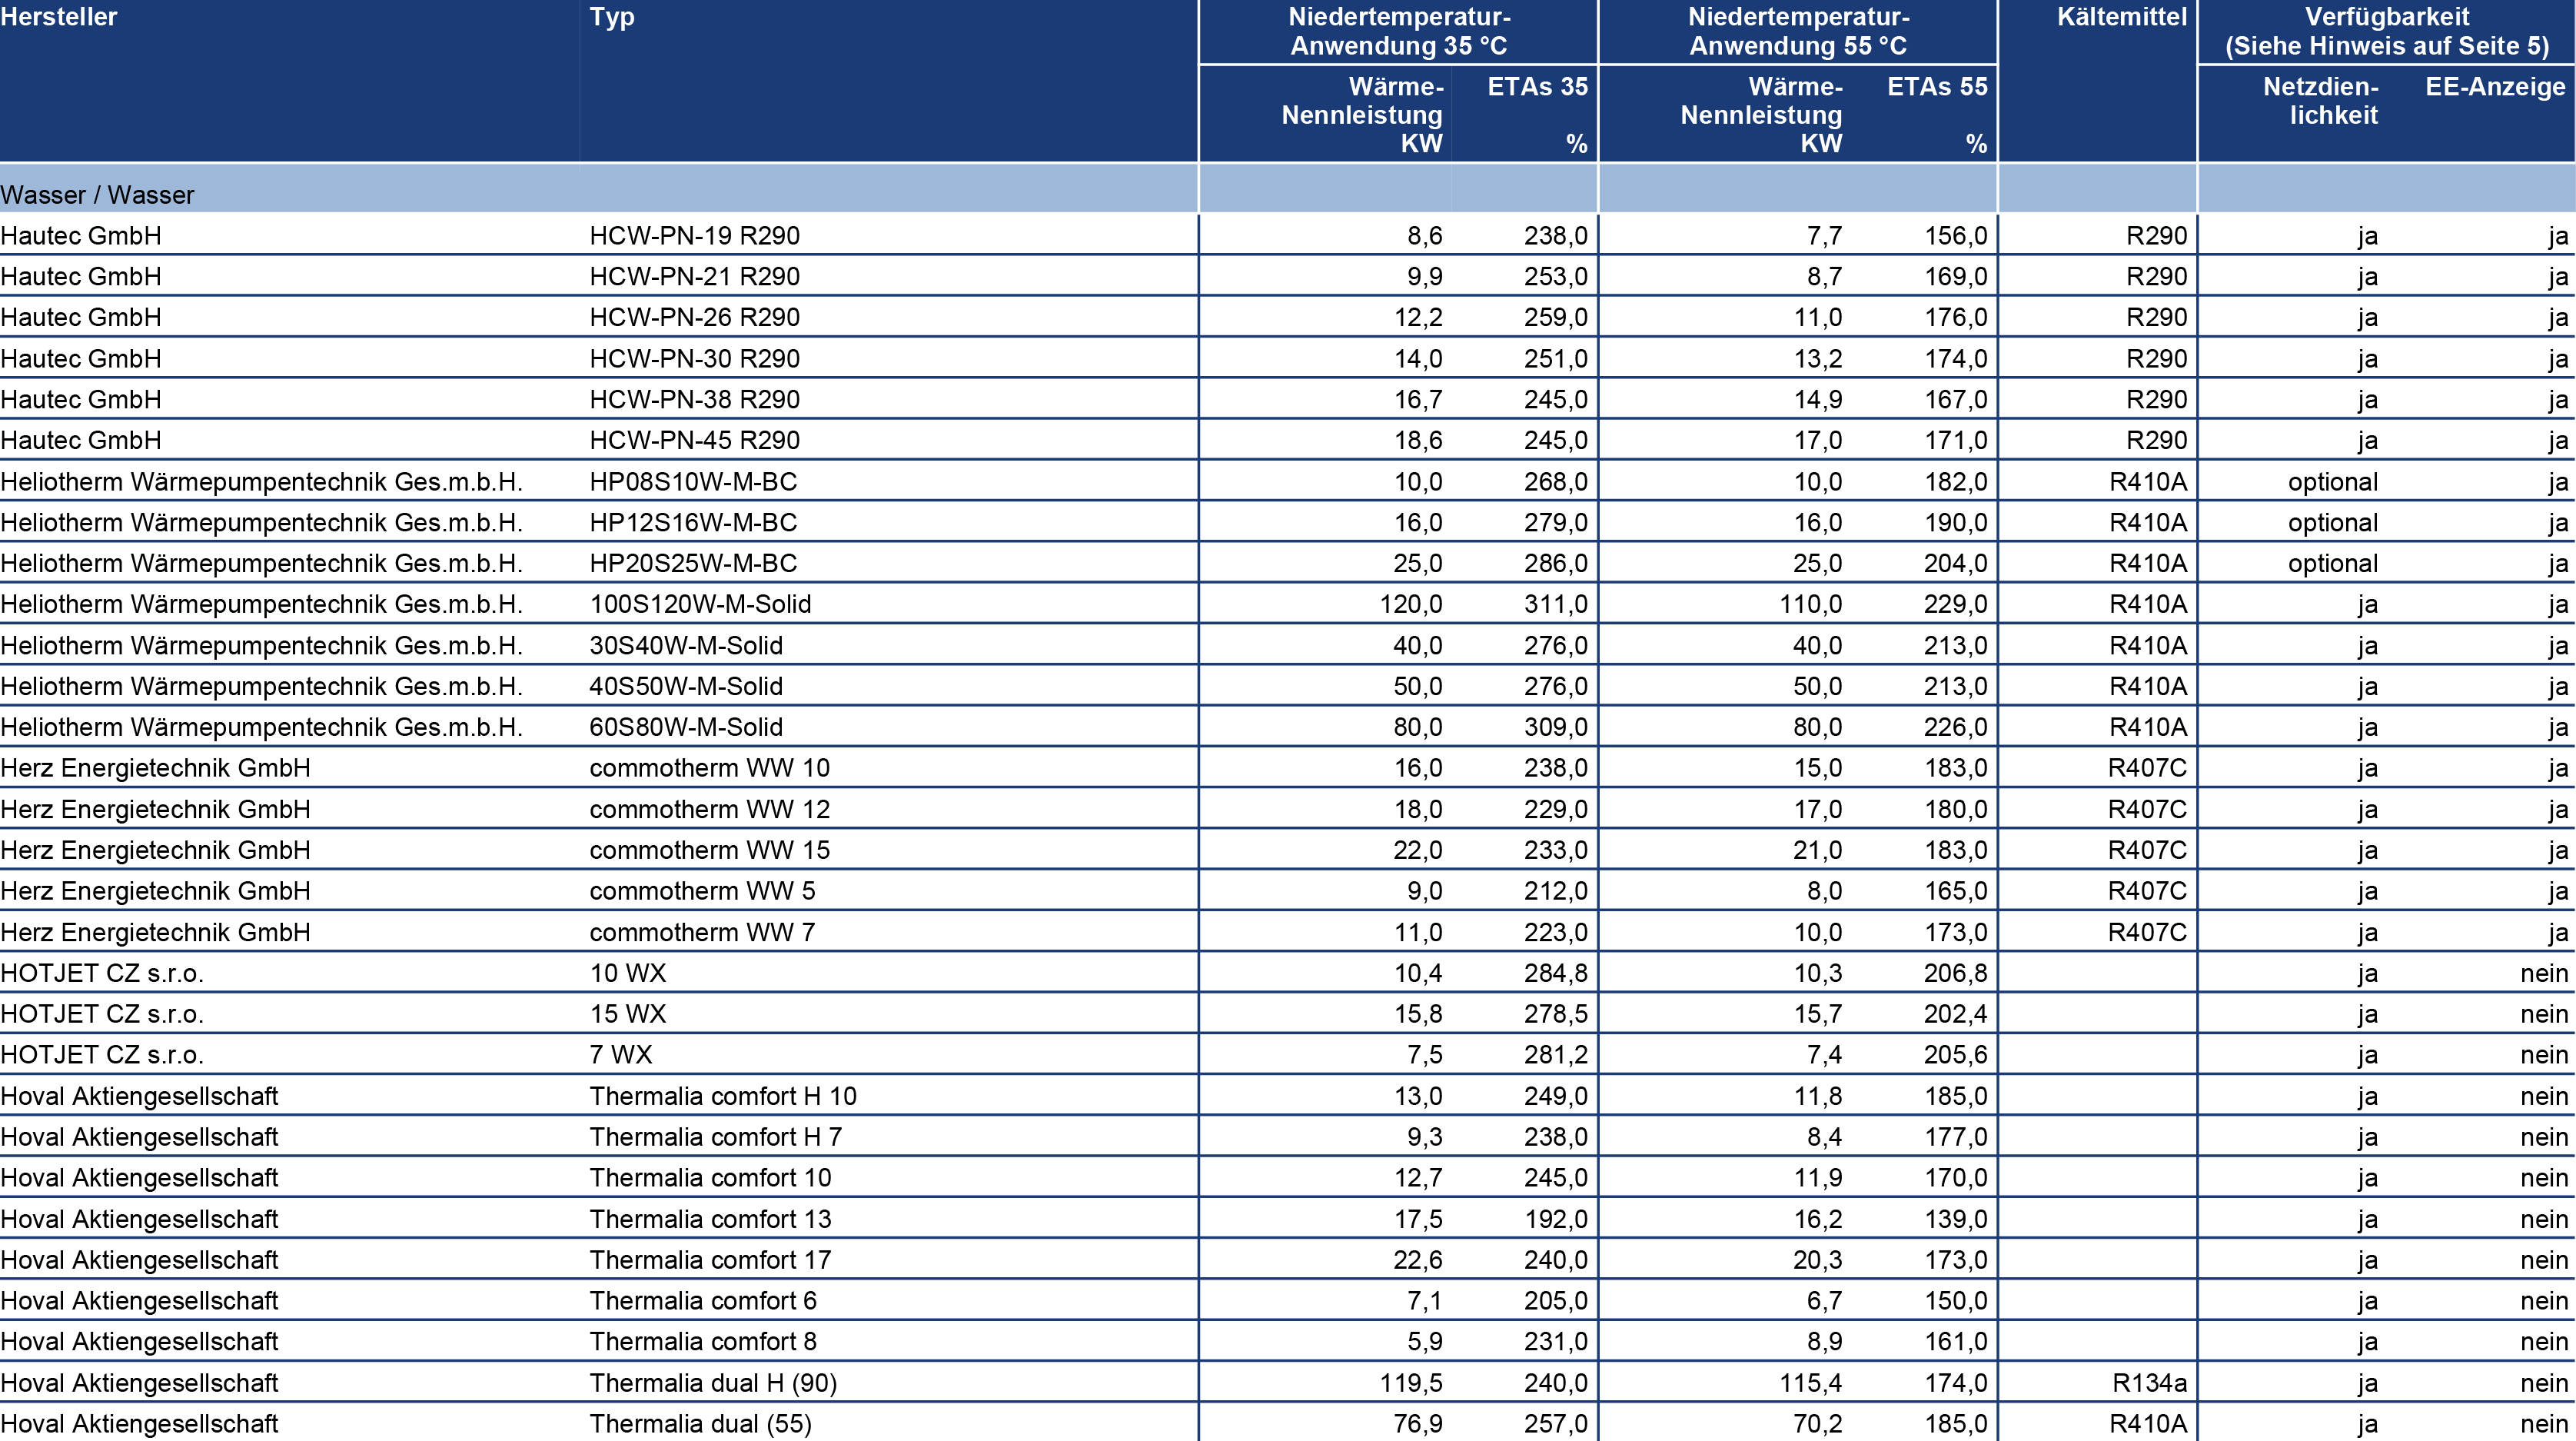 Hersteller Typ Niedertemperatur- Niedertemperatur- Kältemittel Verfügbarkeit
Anwendung 35 °C Anwendung 55 °C (Siehe Hinweis auf Seite 5)
Wärme- ETAs 35 Wärme- ETAs 55 Netzdien- EE-Anzeige
Nennleistung Nennleistung lichkeit
KW % KW %
Wasser / Wasser
Hautec GmbH HCW-PN-19 R290 8,6 238,0 7,7 156,0 R290 ja ja
Hautec GmbH HCW-PN-21 R290 9,9 253,0 8,7 169,0 R290 ja ja
Hautec GmbH HCW-PN-26 R290 12,2 259,0 11,0 176,0 R290 ja ja
Hautec GmbH HCW-PN-30 R290 14,0 251,0 13,2 174,0 R290 ja ja
Hautec GmbH HCW-PN-38 R290 16,7 245,0 14,9 167,0 R290 ja ja
Hautec GmbH HCW-PN-45 R290 18,6 245,0 17,0 171,0 R290 ja ja
Heliotherm Wärmepumpentechnik Ges.m.b.H. HP08S10W-M-BC 10,0 268,0 10,0 182,0 R410A optional ja
Heliotherm Wärmepumpentechnik Ges.m.b.H. HP12S16W-M-BC 16,0 279,0 16,0 190,0 R410A optional ja
Heliotherm Wärmepumpentechnik Ges.m.b.H. HP20S25W-M-BC 25,0 286,0 25,0 204,0 R410A optional ja
Heliotherm Wärmepumpentechnik Ges.m.b.H. 100S120W-M-Solid 120,0 311,0 110,0 229,0 R410A ja ja
Heliotherm Wärmepumpentechnik Ges.m.b.H. 30S40W-M-Solid 40,0 276,0 40,0 213,0 R410A ja ja
Heliotherm Wärmepumpentechnik Ges.m.b.H. 40S50W-M-Solid 50,0 276,0 50,0 213,0 R410A ja ja
Heliotherm Wärmepumpentechnik Ges.m.b.H. 60S80W-M-Solid 80,0 309,0 80,0 226,0 R410A ja ja
Herz Energietechnik GmbH commotherm WW 10 16,0 238,0 15,0 183,0 R407C ja ja
Herz Energietechnik GmbH commotherm WW 12 18,0 229,0 17,0 180,0 R407C ja ja
Herz Energietechnik GmbH commotherm WW 15 22,0 233,0 21,0 183,0 R407C ja ja
Herz Energietechnik GmbH commotherm WW 5 9,0 212,0 8,0 165,0 R407C ja ja
Herz Energietechnik GmbH commotherm WW 7 11,0 223,0 10,0 173,0 R407C ja ja
HOTJET CZ s.r.o. 10 WX 10,4 284,8 10,3 206,8 ja nein
HOTJET CZ s.r.o. 15 WX 15,8 278,5 15,7 202,4 ja nein
HOTJET CZ s.r.o. 7 WX 7,5 281,2 7,4 205,6 ja nein
Hoval Aktiengesellschaft Thermalia comfort H 10 13,0 249,0 11,8 185,0 ja nein
Hoval Aktiengesellschaft Thermalia comfort H 7 9,3 238,0 8,4 177,0 ja nein
Hoval Aktiengesellschaft Thermalia comfort 10 12,7 245,0 11,9 170,0 ja nein
Hoval Aktiengesellschaft Thermalia comfort 13 17,5 192,0 16,2 139,0 ja nein
Hoval Aktiengesellschaft Thermalia comfort 17 22,6 240,0 20,3 173,0 ja nein
Hoval Aktiengesellschaft Thermalia comfort 6 7,1 205,0 6,7 150,0 ja nein
Hoval Aktiengesellschaft Thermalia comfort 8 5,9 231,0 8,9 161,0 ja nein
Hoval Aktiengesellschaft Thermalia dual H (90) 119,5 240,0 115,4 174,0 R134a ja nein
Hoval Aktiengesellschaft Thermalia dual (55) 76,9 257,0 70,2 185,0 R410A ja nein